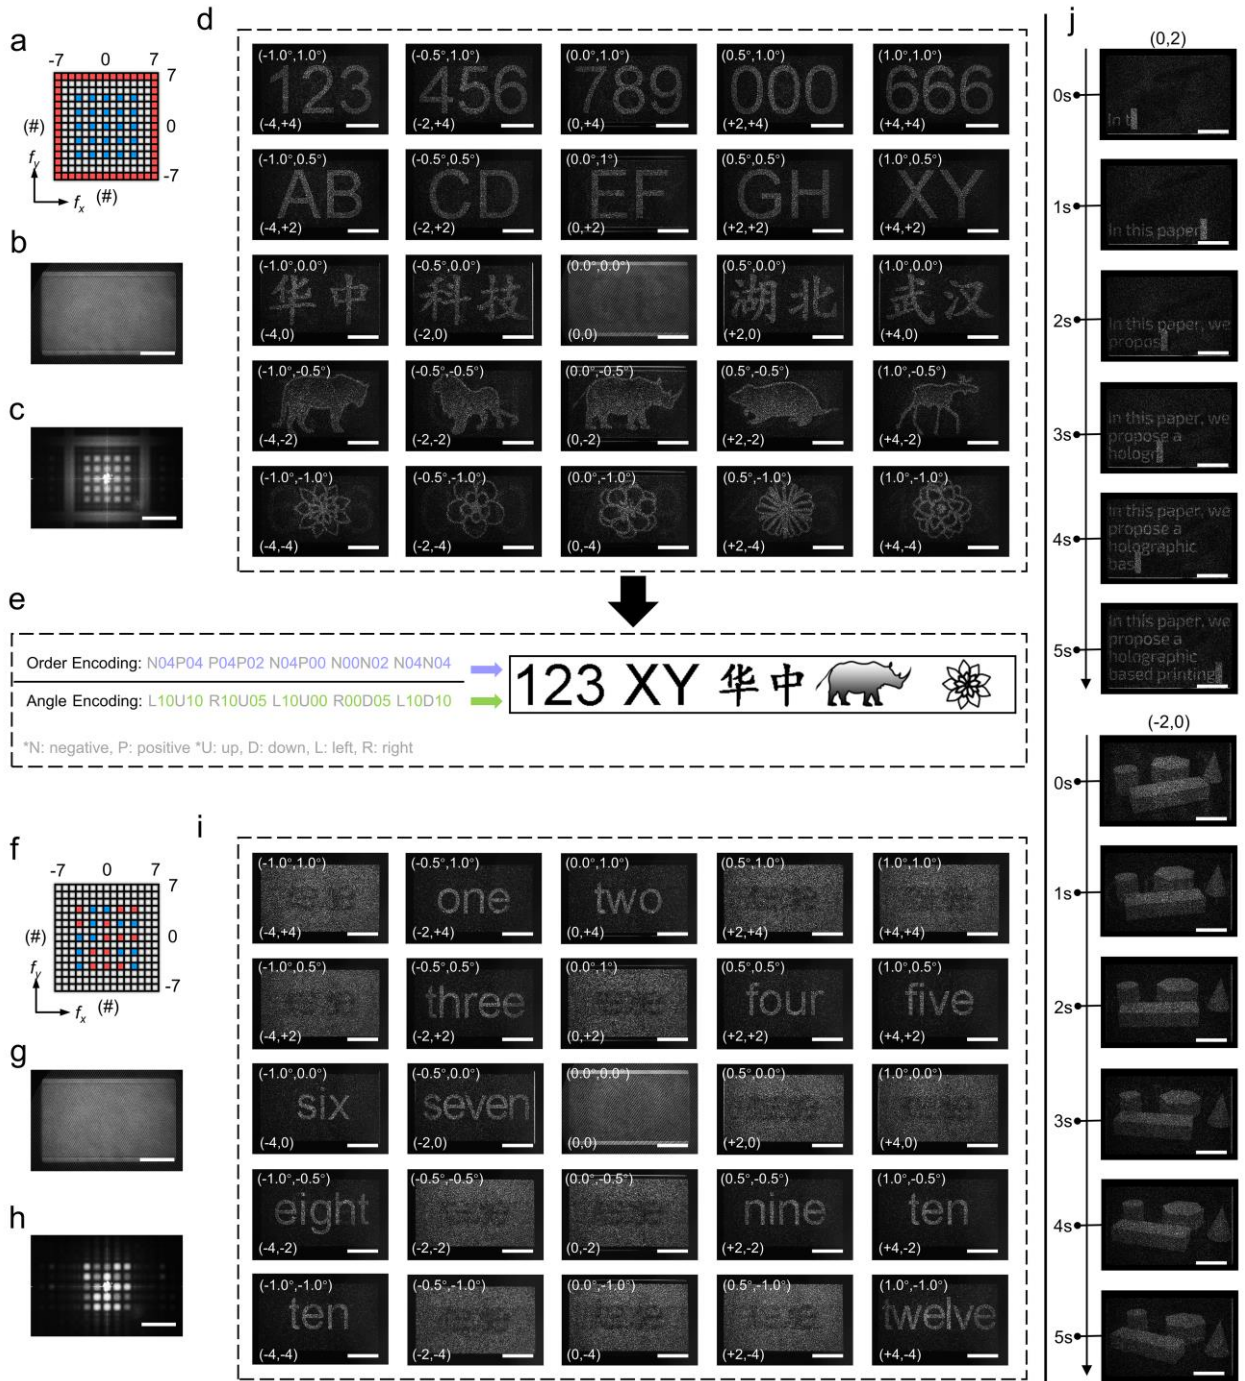 a
-7 0 7
7
(#) 0
fy
-7
fx (#)
b
c
d
(-1.0°,1.0°) (-0.5°,1.0°) (0.0°,1.0°) (0.5°,1.0°) (1.0°,1.0°)
123 456 789 000 666
(-4,+4) (-2,+4) (0,+4) (+2,+4) (+4,+4)
(-1.0°,0.5°) (-0.5°,0.5°) (0.0°,1°) (0.5°,0.5°) (1.0°,0.5°)
AB CD EF GH XY
(-4,+2) (-2,+2) (0,+2) (+2,+2) (+4,+2)
(-1.0°,0.0°) (-0.5°,0.0°) (0.0°,0.0°) (0.5°,0.0°) (1.0°,0.0°)
华中 科技 湖北 武汉
(-4,0) (-2,0) (0,0) (+2,0) (+4,0)
(-1.0°,-0.5°) (-0.5°,-0.5°) (0.0°,-0.5°) (0.5°,-0.5°) (1.0°,-0.5°)
(-4,-2) (-2,-2) (0,-2) (+2,-2) (+4,-2)
(-1.0°,-1.0°) (-0.5°,-1.0°) (0.0°,-1.0°) (0.5°,-1.0°) (1.0°,-1.0°)
(-4,-4) (-2,-4) (0,-4) (+2,-4) (+4,-4)
e
Order Encoding: N04P04 P04P02 N04P00 N00N02 N04N04
Angle Encoding: L10U10 R10U05 L10U00 R00D05 L10D10
*N: negative, P: positive *U: up, D: down, L: left, R: right
123 XY 华中
f
-7 0 7
7
(#) 0
fy
-7
fx (#)
g
h
i
(-1.0°,1.0°) (-0.5°,1.0°) (0.0°,1.0°) (0.5°,1.0°) (1.0°,1.0°)
one two
(-4,+4) (-2,+4) (0,+4) (+2,+4) (+4,+4)
(-1.0°,0.5°) (-0.5°,0.5°) (0.0°,1°) (0.5°,0.5°) (1.0°,0.5°)
three four five
(-4,+2) (-2,+2) (0,+2) (+2,+2) (+4,+2)
(-1.0°,0.0°) (-0.5°,0.0°) (0.0°,0.0°) (0.5°,0.0°) (1.0°,0.0°)
six seven
(-4,0) (-2,0) (0,0) (+2,0) (+4,0)
(-1.0°,-0.5°) (-0.5°,-0.5°) (0.0°,-0.5°) (0.5°,-0.5°) (1.0°,-0.5°)
eight nine ten
(-4,-2) (-2,-2) (0,-2) (+2,-2) (+4,-2)
(-1.0°,-1.0°) (-0.5°,-1.0°) (0.0°,-1.0°) (0.5°,-1.0°) (1.0°,-1.0°)
ten twelve
(-4,-4) (-2,-4) (0,-4) (+2,-4) (+4,-4)
j
(0,2)
0s
In t
1s
In this paper
2s
In this paper, we
propos
3s
In this paper, we
propose a
hologr
4s
In this paper, we
propose a
holographic
bas
5s
In this paper, we
propose a
holographic
based printing
(-2,0)
0s
1s
2s
3s
4s
5s